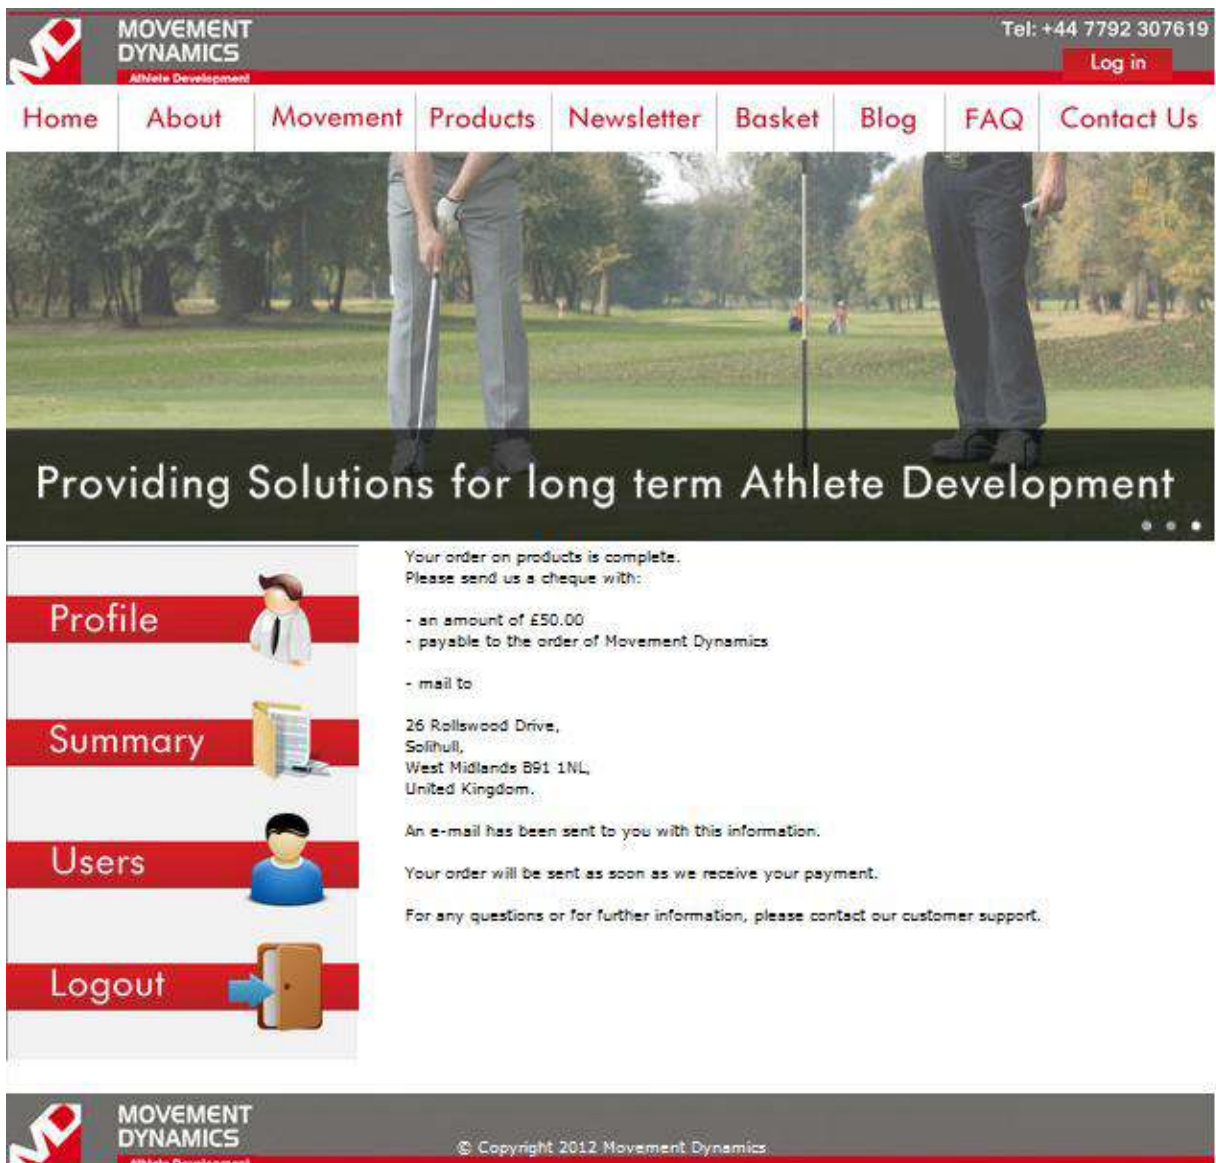 MOVEMENT
DYNAMICS
Athlete Development
Tel: +44 7792 307619
Log in
Home About Movement Products Newsletter Basket Blog FAQ Contact Us
Providing Solutions for long term Athlete Development
Profile
Summary
Users
Logout
Your order on products is complete.
Please send us a cheque with:
- an amount of £50.00
- payable to the order of Movement Dynamics
- mail to
26 Rollswood Drive,
Solihull,
West Midlands B91 1NL,
United Kingdom.
An e-mail has been sent to you with this information.
Your order will be sent as soon as we receive your payment.
For any questions or for further information, please contact our customer support.
MOVEMENT
DYNAMICS
Athlete Development
© Copyright 2012 Movement Dynamics